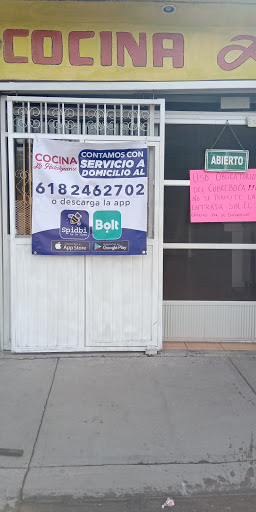 COCINA
COCINA
CONTAMOS CON
SERVICIO A
DOMICILIO AL
6182462702
o descarga la app
Spidbi
Bolt
App Store
Google Play
ABIERTO
USO OBLIGATORIO
DEL CUBREBOCA
NO SE PERMITE LA
ENTRADA SIN EL